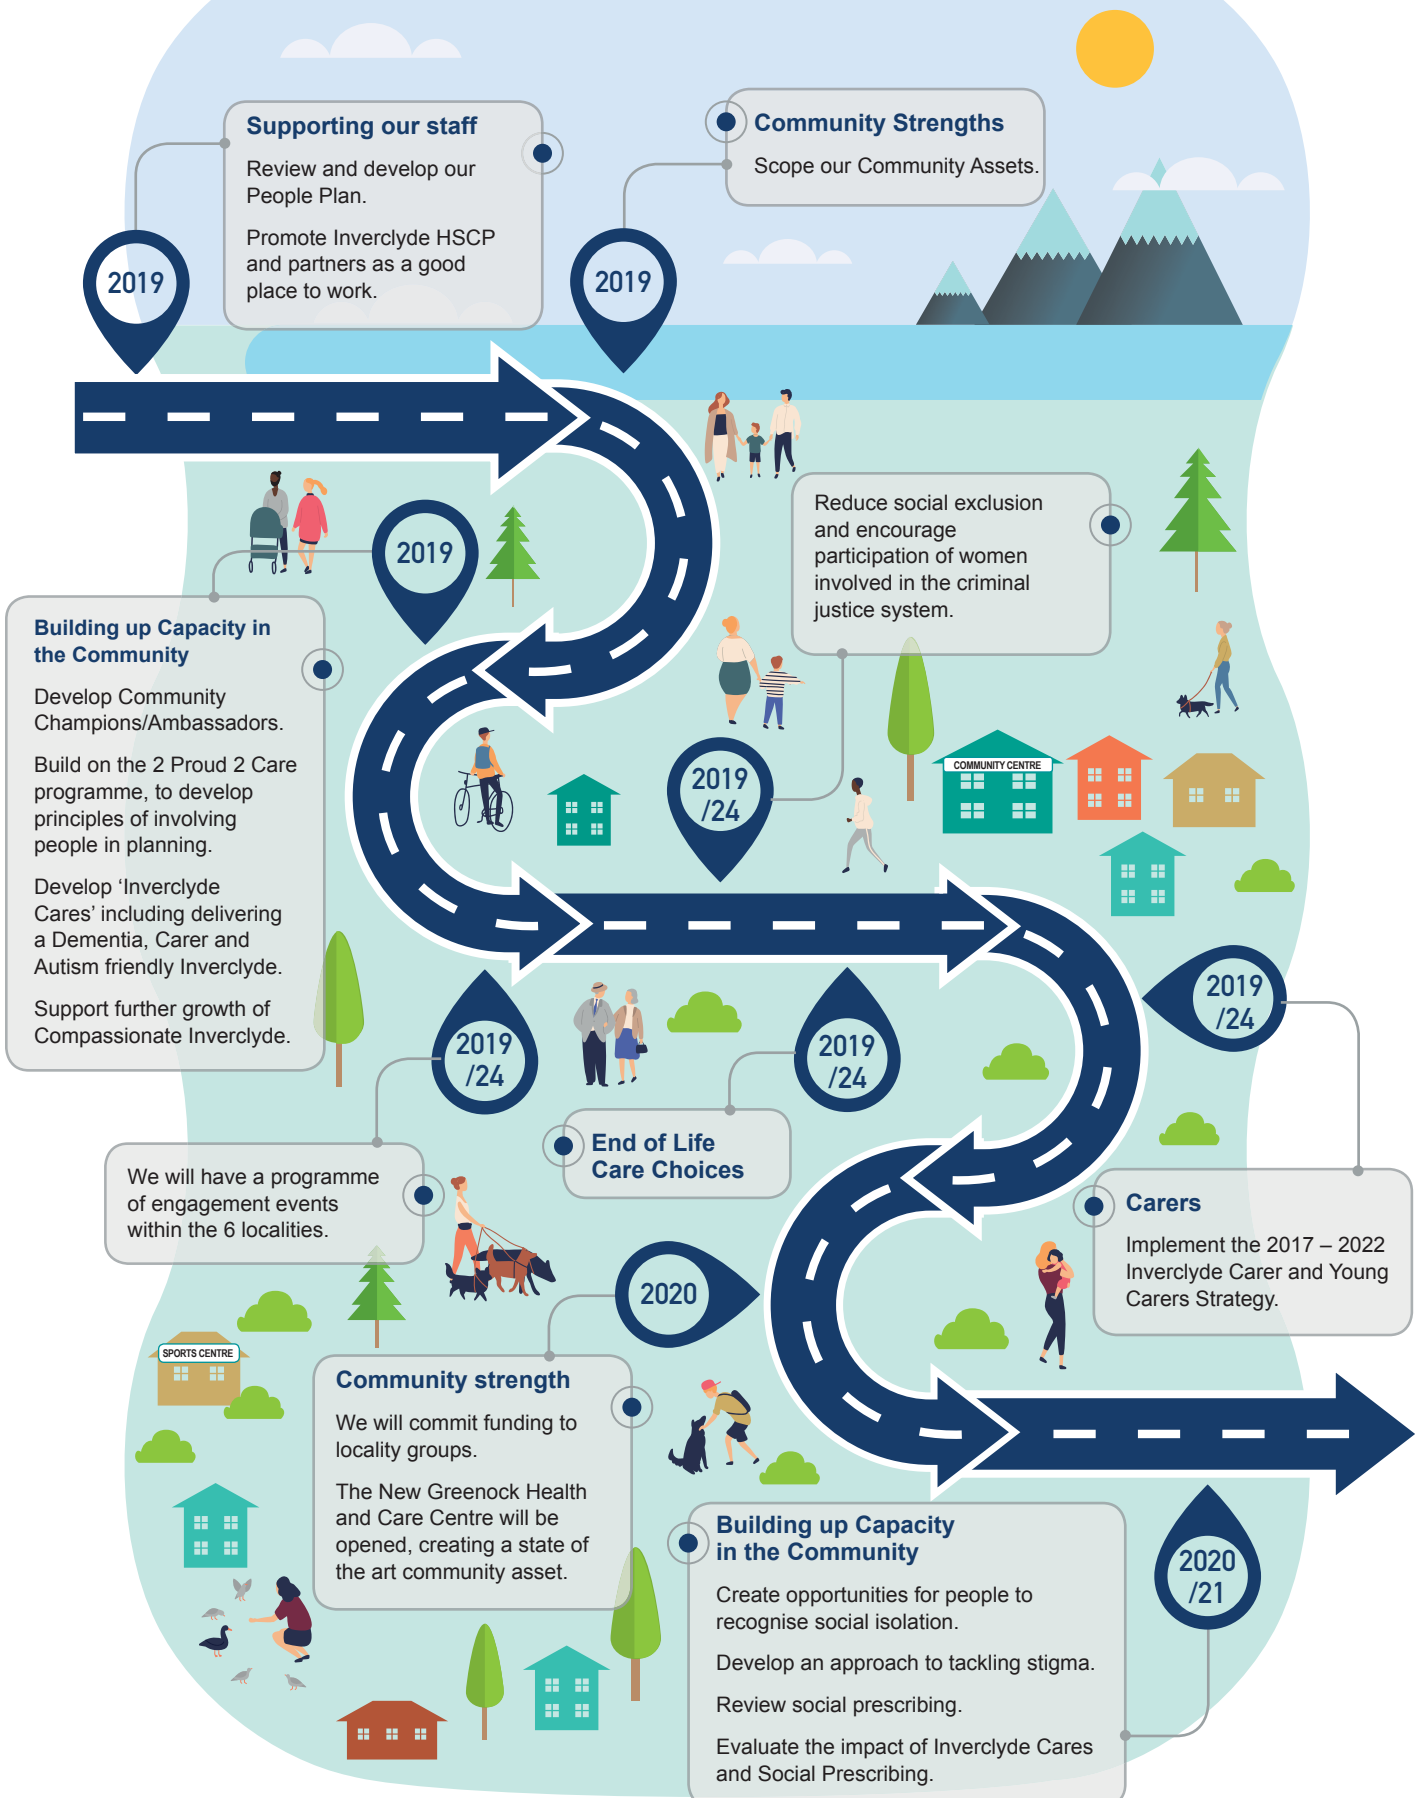 Supporting our staff
Review and develop our
People Plan.
Promote Inverclyde HSCP
and partners as a good
place to work.
2019
Community Strengths
Scope our Community Assets.
2019
2019
Building up Capacity in
the Community
Develop Community
Champions/Ambassadors.
Build on the 2 Proud 2 Care
programme, to develop
principles of involving
people in planning.
Develop ‘Inverclyde
Cares’ including delivering
a Dementia, Carer and
Autism friendly Inverclyde.
Support further growth of
Compassionate Inverclyde.
Reduce social exclusion
and encourage
participation of women
involved in the criminal
justice system.
2019
/24
COMMUNITY CENTRE
2019
/24
We will have a programme
of engagement events
within the 6 localities.
2019
/24
End of Life
Care Choices
2019
/24
Carers
Implement the 2017 – 2022
Inverclyde Carer and Young
Carers Strategy.
2020
SPORTS CENTRE
Community strength
We will commit funding to
locality groups.
The New Greenock Health
and Care Centre will be
opened, creating a state of
the art community asset.
Building up Capacity
in the Community
Create opportunities for people to
recognise social isolation.
Develop an approach to tackling stigma.
Review social prescribing.
Evaluate the impact of Inverclyde Cares
and Social Prescribing.
2020
/21